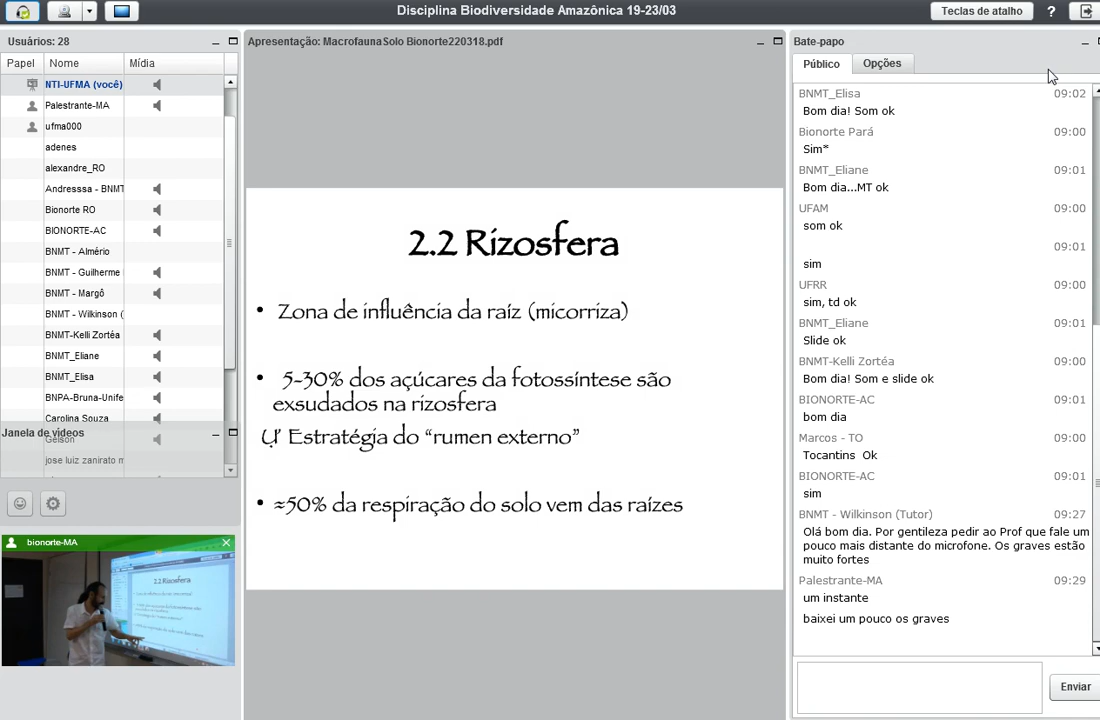 Disciplina Biodiversidade Amazônica 19-23/03
Teclas de atalho
?
Usuários: 28
Papel Nome Mídia
NTI-UFMA (você)
Palestrante-MA
ufma000
adenes
alexandre_RO
Andresssa - BNMT
Bionorte RO
BIONORTE-AC
BNMT - Almério
BNMT - Guilherme
BNMT - Margô
BNMT - Wilkinson (
BNMT-Kelli Zortéa
BNMT_Eliane
BNMT_Elisa
BNPA-Bruna-Unife
Carolina Souza
Gelson
jose luiz zanirato m
Janela de vídeos
bionorte-MA
2.2 Rizosfera
Apresentação: MacrofaunaSolo Bionorte220318.pdf
2.2 Rizosfera
• Zona de influência da raíz (micorriza)
• 5-30% dos açúcares da fotossíntese são
exsudados na rizosfera
Ų Estratégia do “rumen externo”
• ≈50% da respiração do solo vem das raízes
Bate-papo
Público Opções
BNMT_Elisa 09:02
Bom dia! Som ok
Bionorte Pará 09:00
Sim*
BNMT_Eliane 09:01
Bom dia...MT ok
UFAM 09:00
som ok
09:01
sim
UFRR 09:00
sim, td ok
BNMT_Eliane 09:01
Slide ok
BNMT-Kelli Zortéa 09:00
Bom dia! Som e slide ok
BIONORTE-AC 09:01
bom dia
Marcos - TO 09:00
Tocantins Ok
BIONORTE-AC 09:01
sim
BNMT - Wilkinson (Tutor) 09:27
Olá bom dia. Por gentileza pedir ao Prof que fale um
pouco mais distante do microfone. Os graves estão
muito fortes
Palestrante-MA 09:29
um instante
baixei um pouco os graves
Enviar